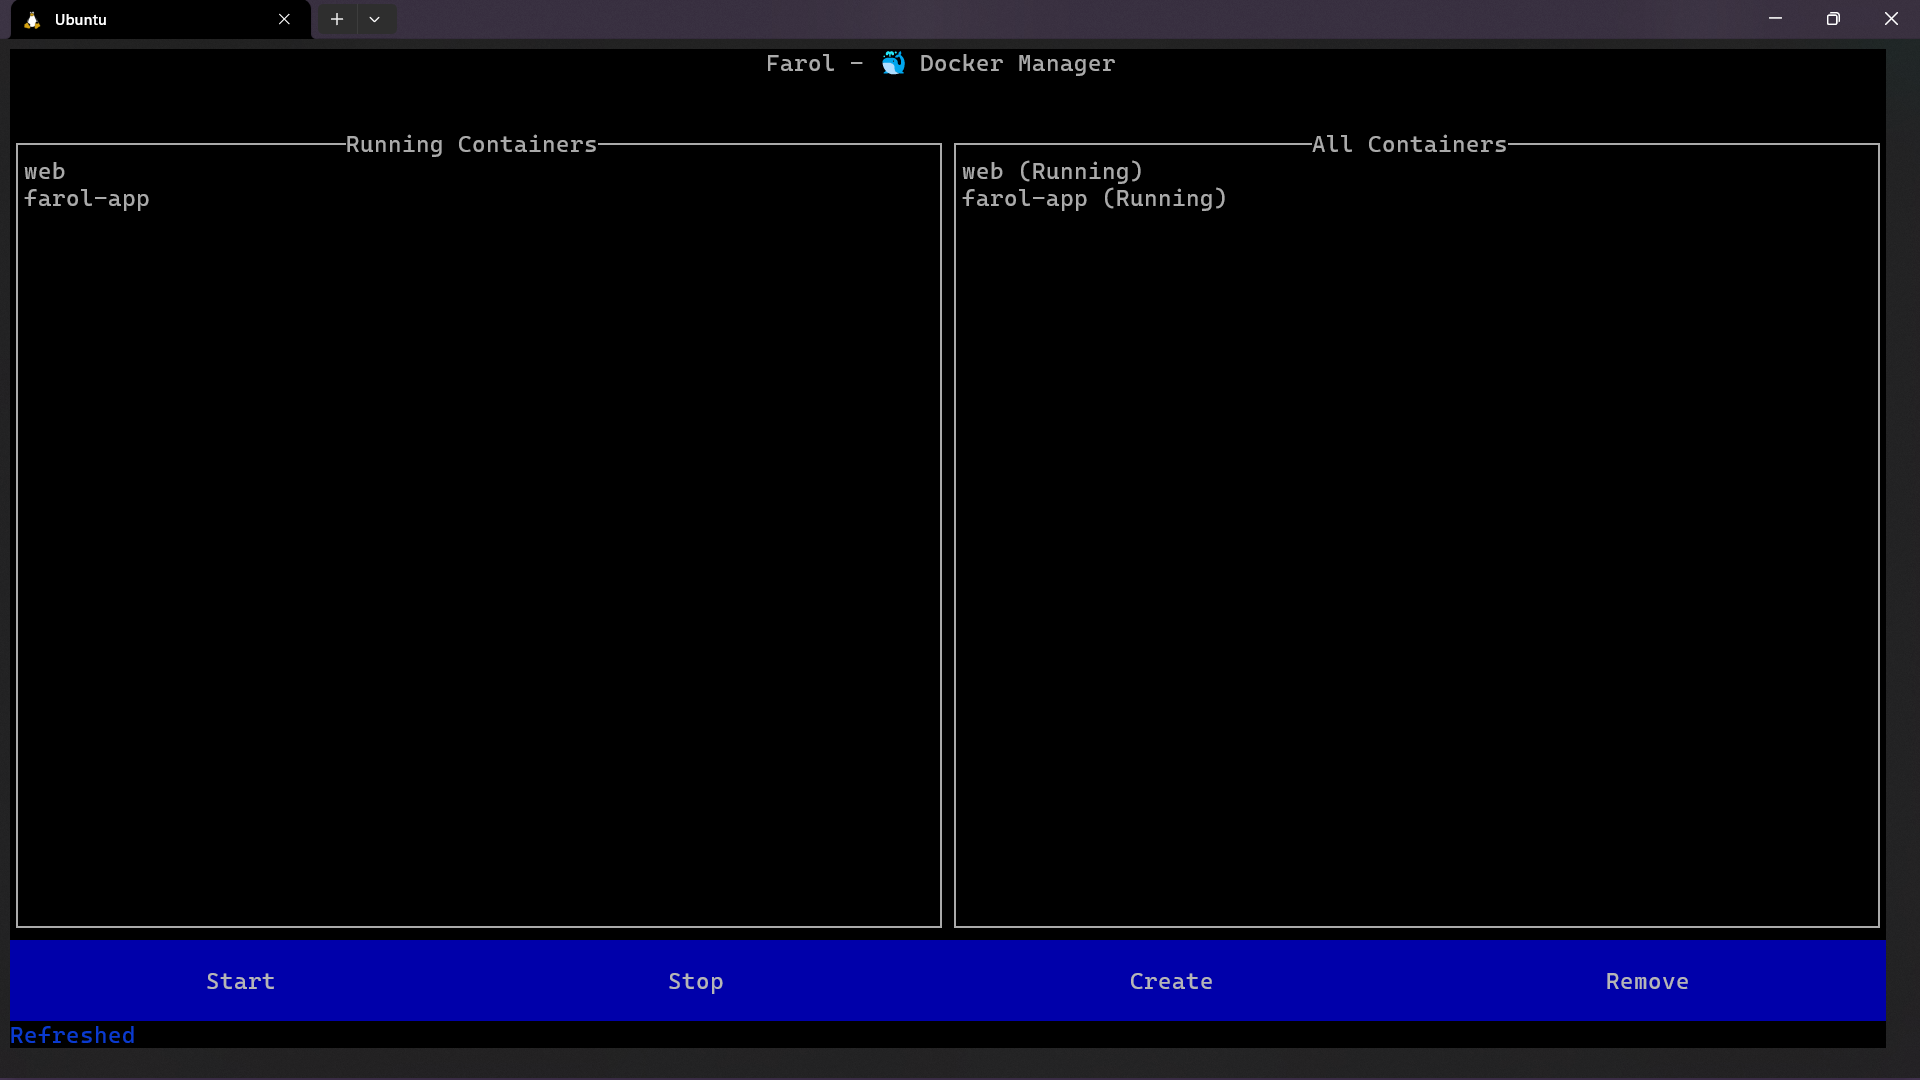 Ubuntu
Farol - 🐳 Docker Manager
Running Containers
web
farol-app
All Containers
web (Running)
farol-app (Running)
Start Stop Create Remove
Refreshed